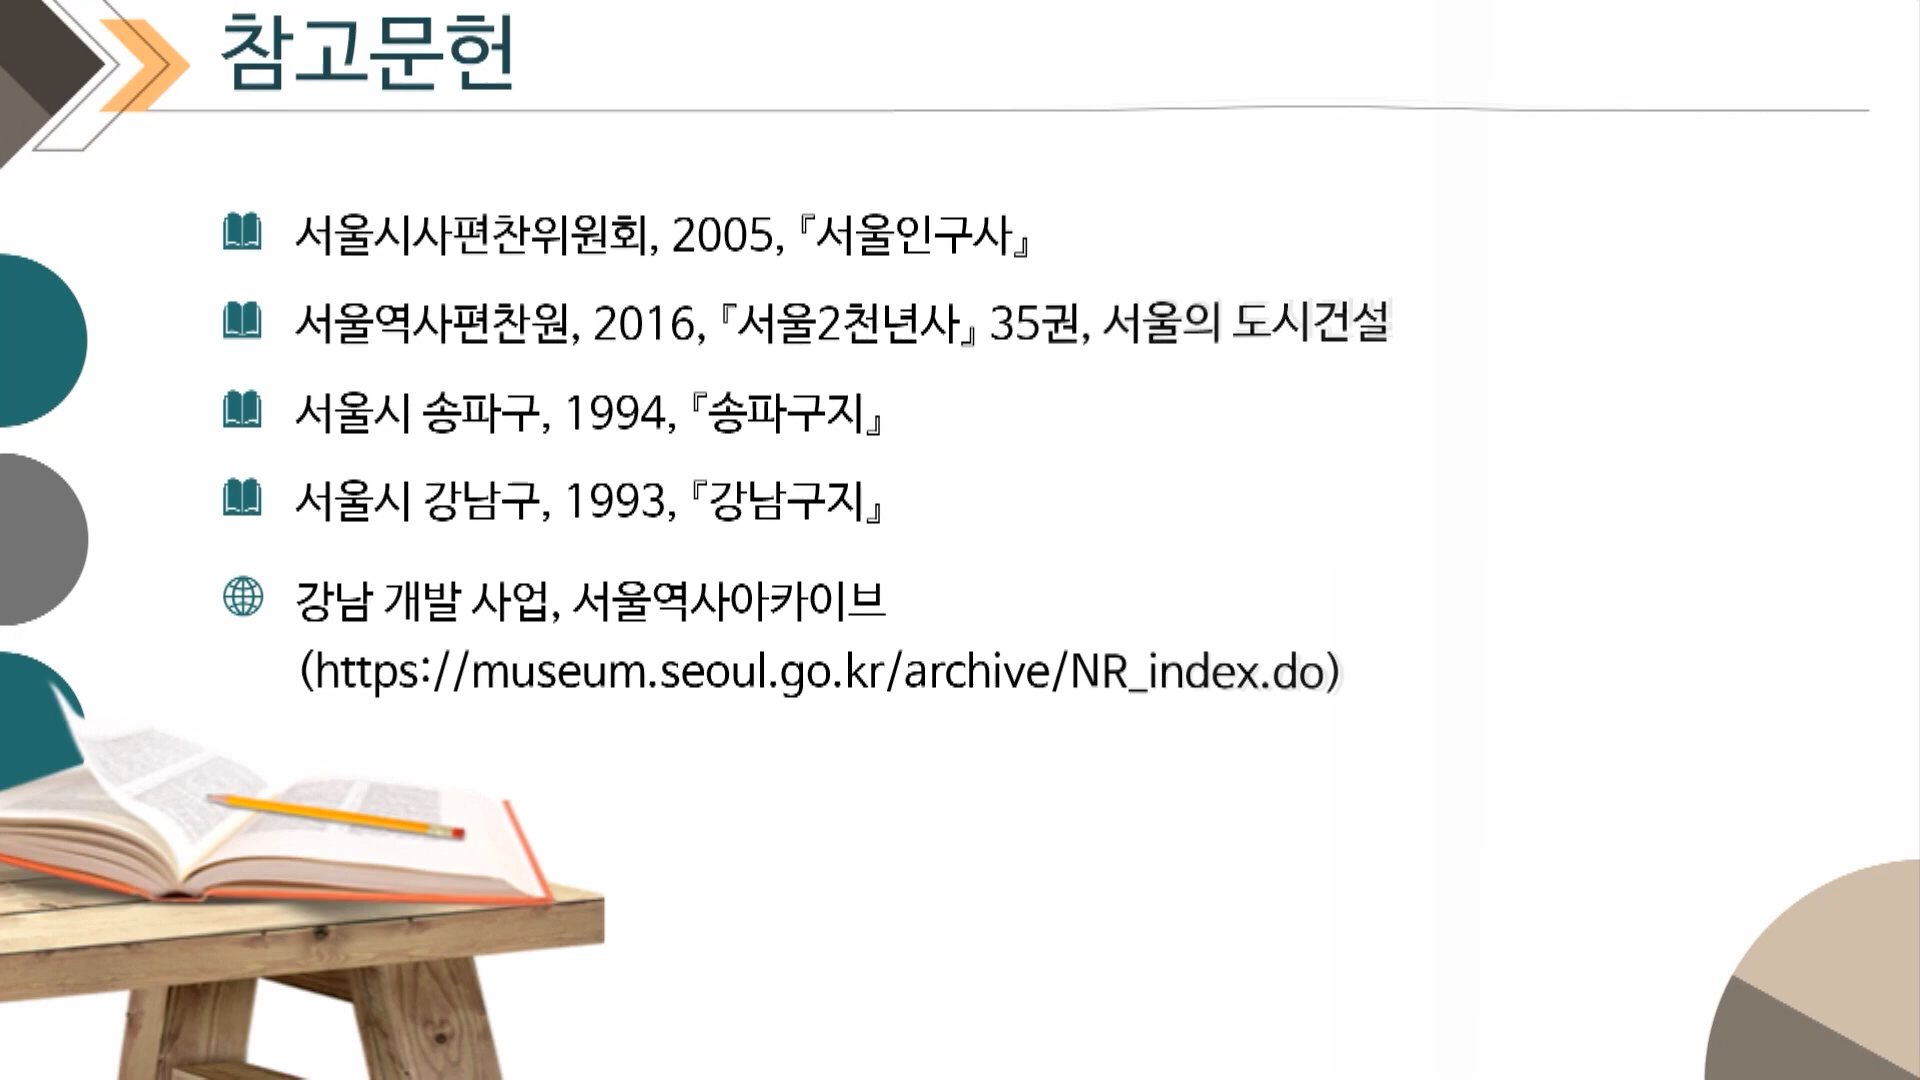 참고문헌
서울시사편찬위원회, 2005, 『서울인구사』
서울역사편찬원, 2016, 『서울2천년사』 35권, 서울의 도시건설
서울시 송파구, 1994, 『송파구지』
서울시 강남구, 1993, 『강남구지』
강남 개발 사업, 서울역사아카이브
(https://museum.seoul.go.kr/archive/NR_index.do)